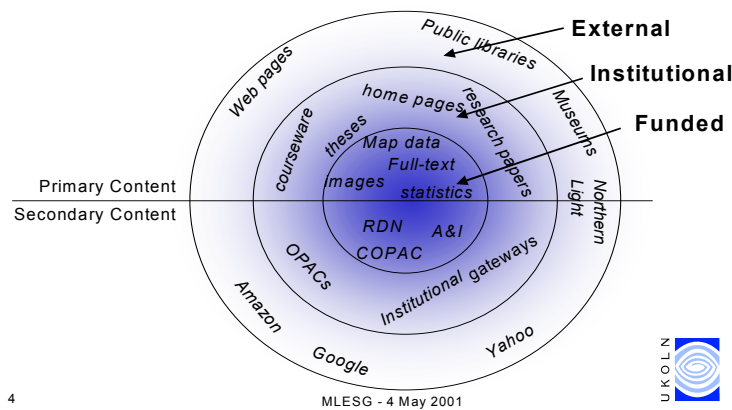 External
Public libraries
Web pages
Institutional
home pages
research papers
Museums
courseware
theses
Funded
Map data
Full-text
images
statistics
Northern
Light
Primary Content
Secondary Content
RDN
A&I
COPAC
OPACs
Institutional gateways
Amazon
Google
Yahoo
UKOLN
4
MLESG - 4 May 2001